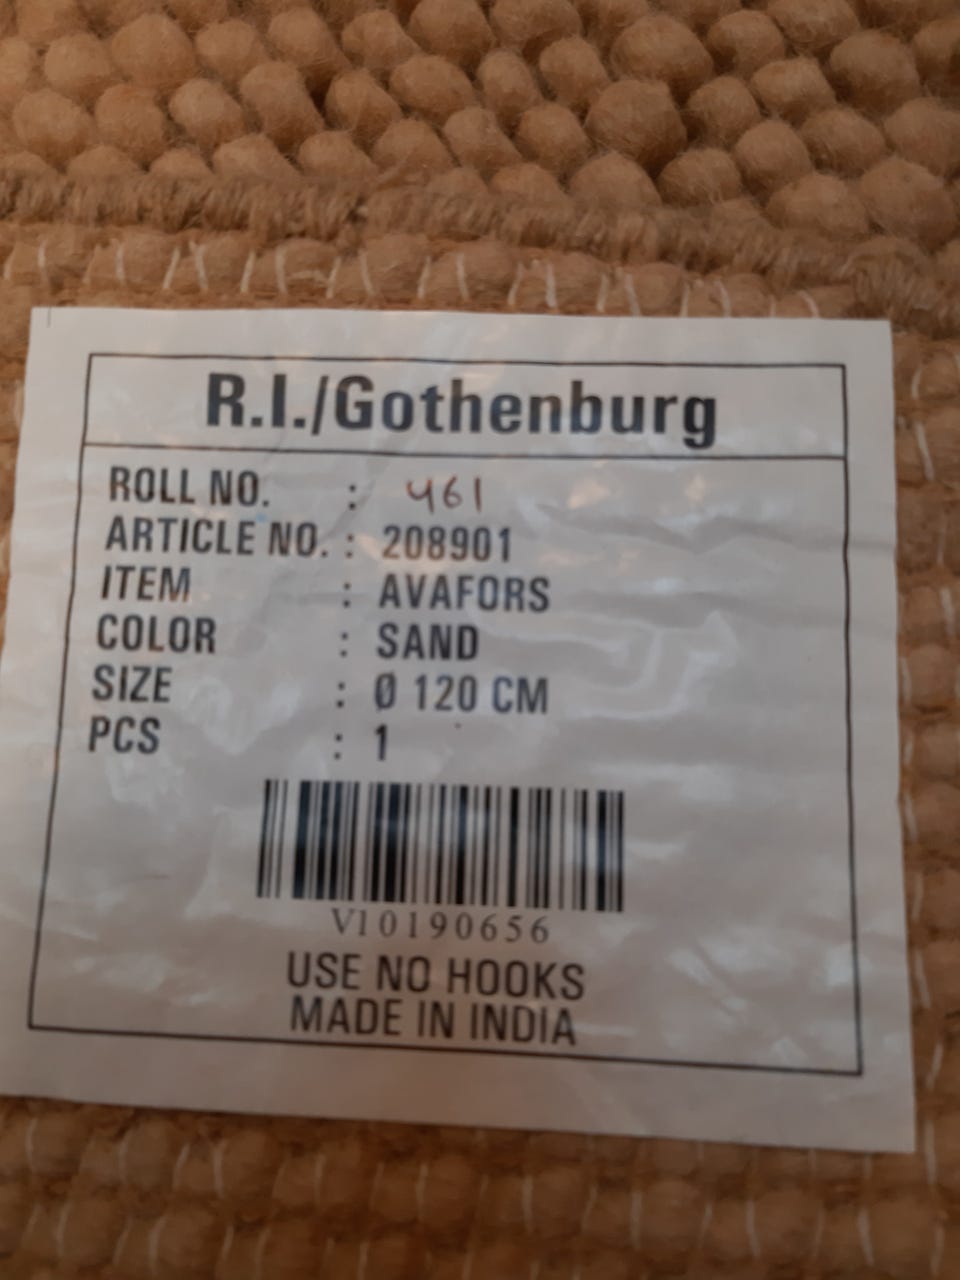 R.I./Gothenburg
ROLL NO. : 461
ARTICLE NO. : 208901
ITEM : AVAFORS
COLOR : SAND
SIZE : Ø 120 CM
PCS : 1
VI0190656
USE NO HOOKS
MADE IN INDIA